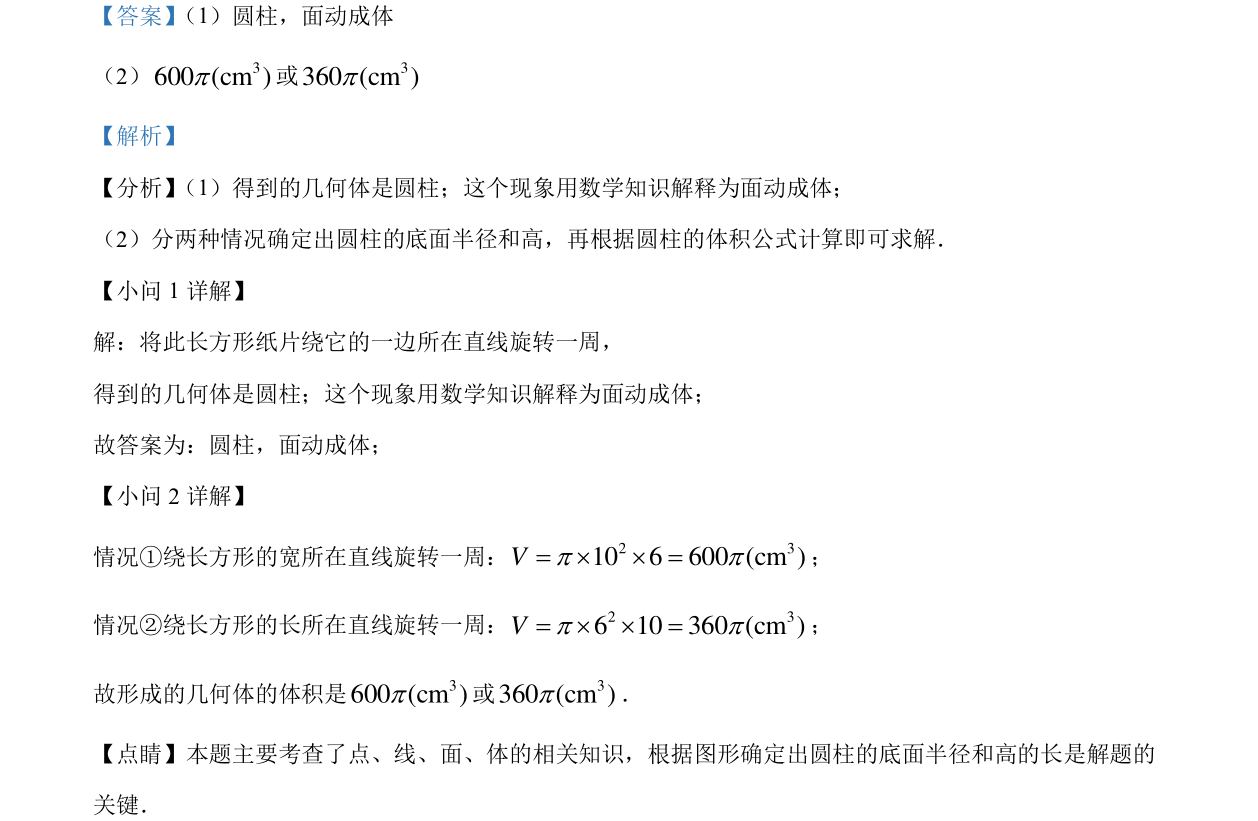 【答案】（1）圆柱，面动成体
（2）600π(cm³)或360π(cm³)
【解析】
【分析】（1）得到的几何体是圆柱；这个现象用数学知识解释为面动成体；
（2）分两种情况确定出圆柱的底面半径和高，再根据圆柱的体积公式计算即可求解．
【小问 1 详解】
解：将此长方形纸片绕它的一边所在直线旋转一周，
得到的几何体是圆柱；这个现象用数学知识解释为面动成体；
故答案为：圆柱，面动成体；
【小问 2 详解】
情况①绕长方形的宽所在直线旋转一周：V = π×10²×6 = 600π(cm³)；
情况②绕长方形的长所在直线旋转一周：V = π×6²×10 = 360π(cm³)；
故形成的几何体的体积是600π(cm³)或360π(cm³)．
【点睛】本题主要考查了点、线、面、体的相关知识，根据图形确定出圆柱的底面半径和高的长是解题的
关键．